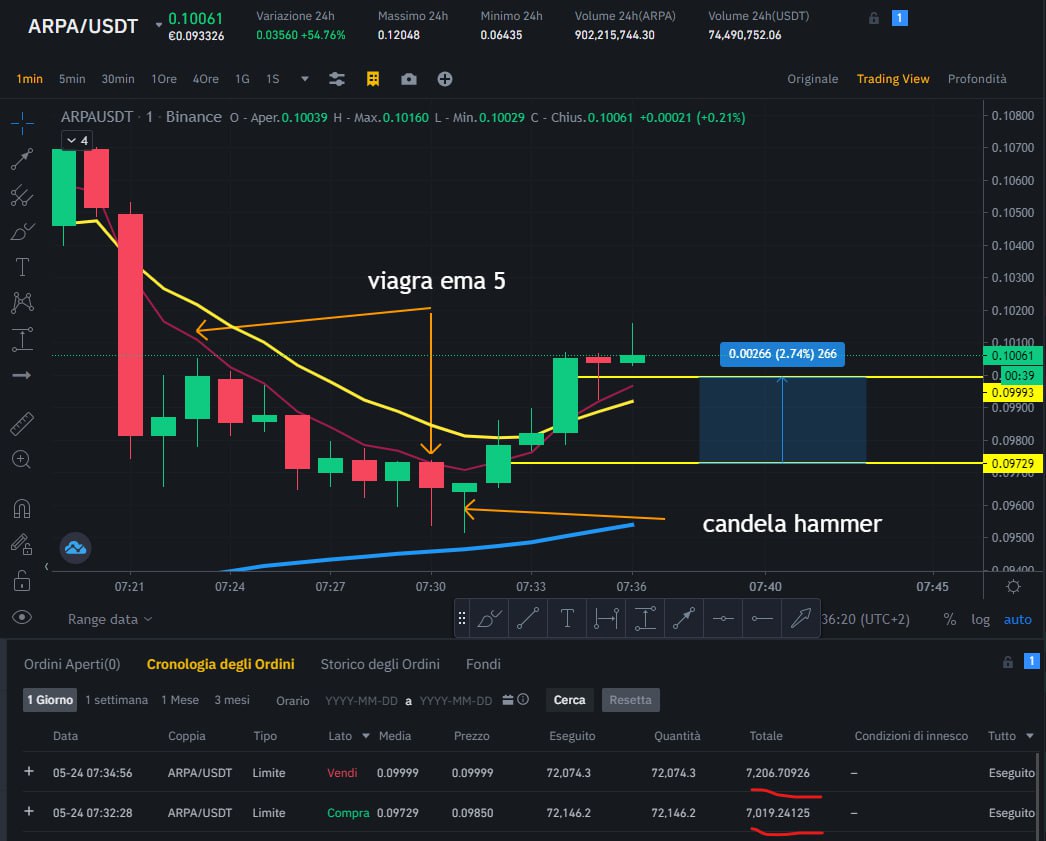 ARPA/USDT 0.10061 €0.093326
Variazione 24h 0.03560 +54.76%
Massimo 24h 0.12048
Minimo 24h 0.06435
Volume 24h(ARPA) 902,215,744.30
Volume 24h(USDT) 74,490,752.06
1
1min 5min 30min 1Ore 4Ore 1G 1S Originale Trading View Profondità
ARPAUSDT · 1 · Binance O - Aper.0.10039 H - Max.0.10160 L - Min.0.10029 C - Chius.0.10061 +0.00021 (+0.21%)
4
0.10800
0.10700
0.10600
0.10500
0.10400
0.10300
viagra ema 5
0.10200
0.10100
0.00266 (2.74%) 266
0.10061
00:39
0.09993
0.09900
0.09800
0.09729
0.09700
0.09600
candela hammer
0.09500
0.09400
07:21 07:24 07:27 07:30 07:33 07:36 07:40 07:45
Range data 36:20 (UTC+2) % log auto
Ordini Aperti(0) Cronologia degli Ordini Storico degli Ordini Fondi 1
1 Giorno 1 settimana 1 Mese 3 mesi Orario YYYY-MM-DD a YYYY-MM-DD Cerca Resetta
Data Coppia Tipo Lato Media Prezzo Eseguito Quantità Totale Condizioni di innesco Tutto
+ 05-24 07:34:56 ARPA/USDT Limite Vendi 0.09999 0.09999 72,074.3 72,074.3 7,206.70926 – Eseguito
+ 05-24 07:32:28 ARPA/USDT Limite Compra 0.09729 0.09850 72,146.2 72,146.2 7,019.24125 – Eseguito